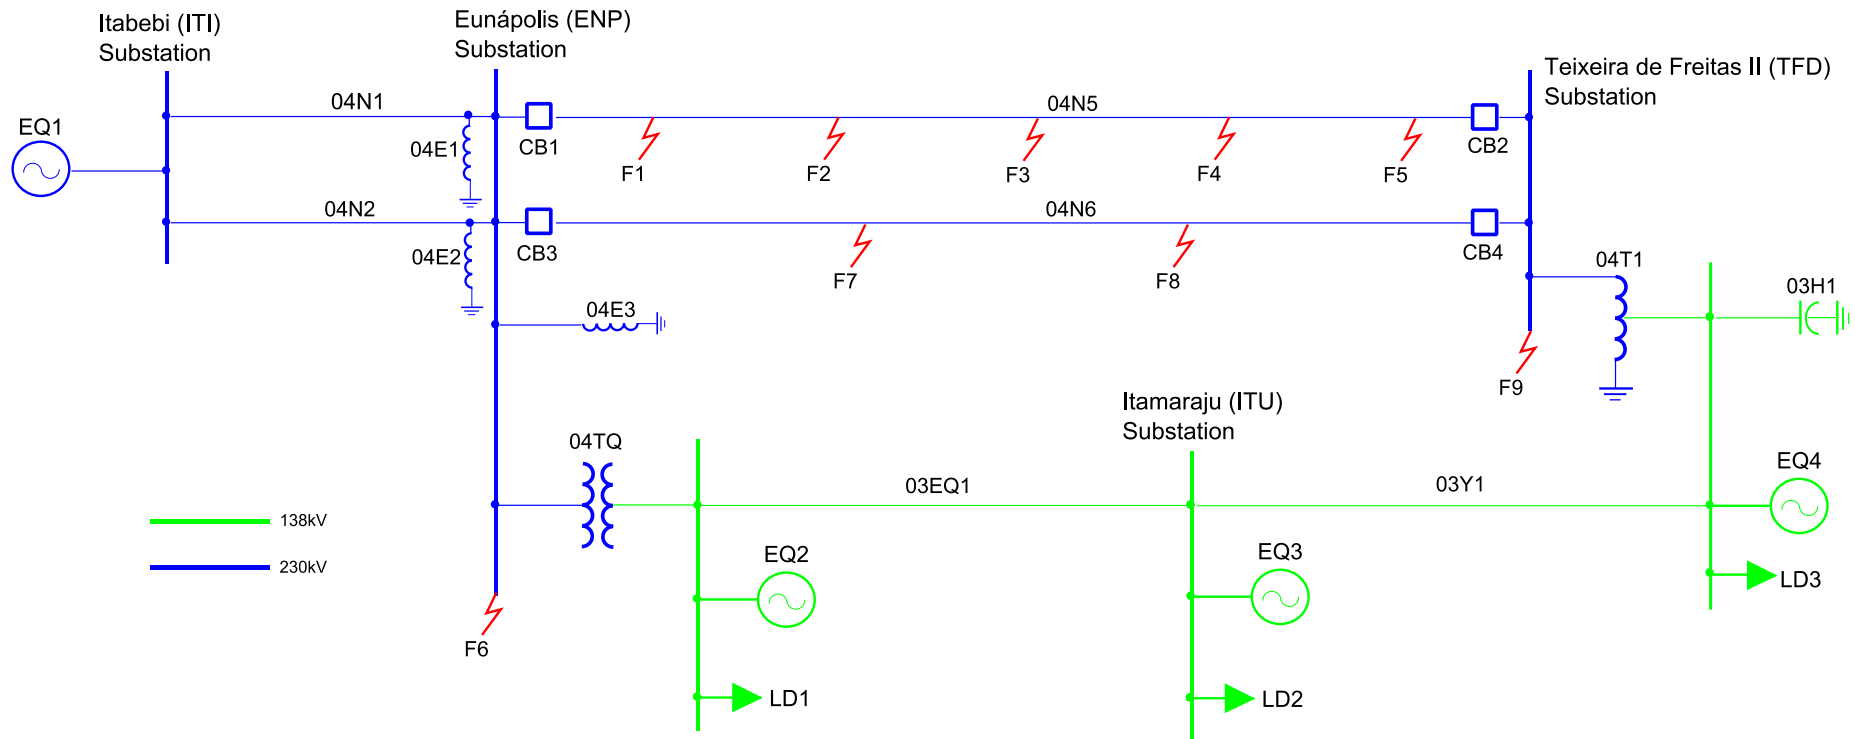 Itabebi (ITI)
Substation
Eunápolis (ENP)
Substation
Teixeira de Freitas II (TFD)
Substation
04N1
04N5
EQ1
04E1
CB1
F1
F2
F3
F4
F5
CB2
04N2
04N6
04E2
CB3
F7
F8
CB4
04T1
03H1
04E3
F9
Itamaraju (ITU)
Substation
04TQ
03EQ1
03Y1
EQ4
138kV
230kV
EQ2
EQ3
LD3
F6
LD1
LD2